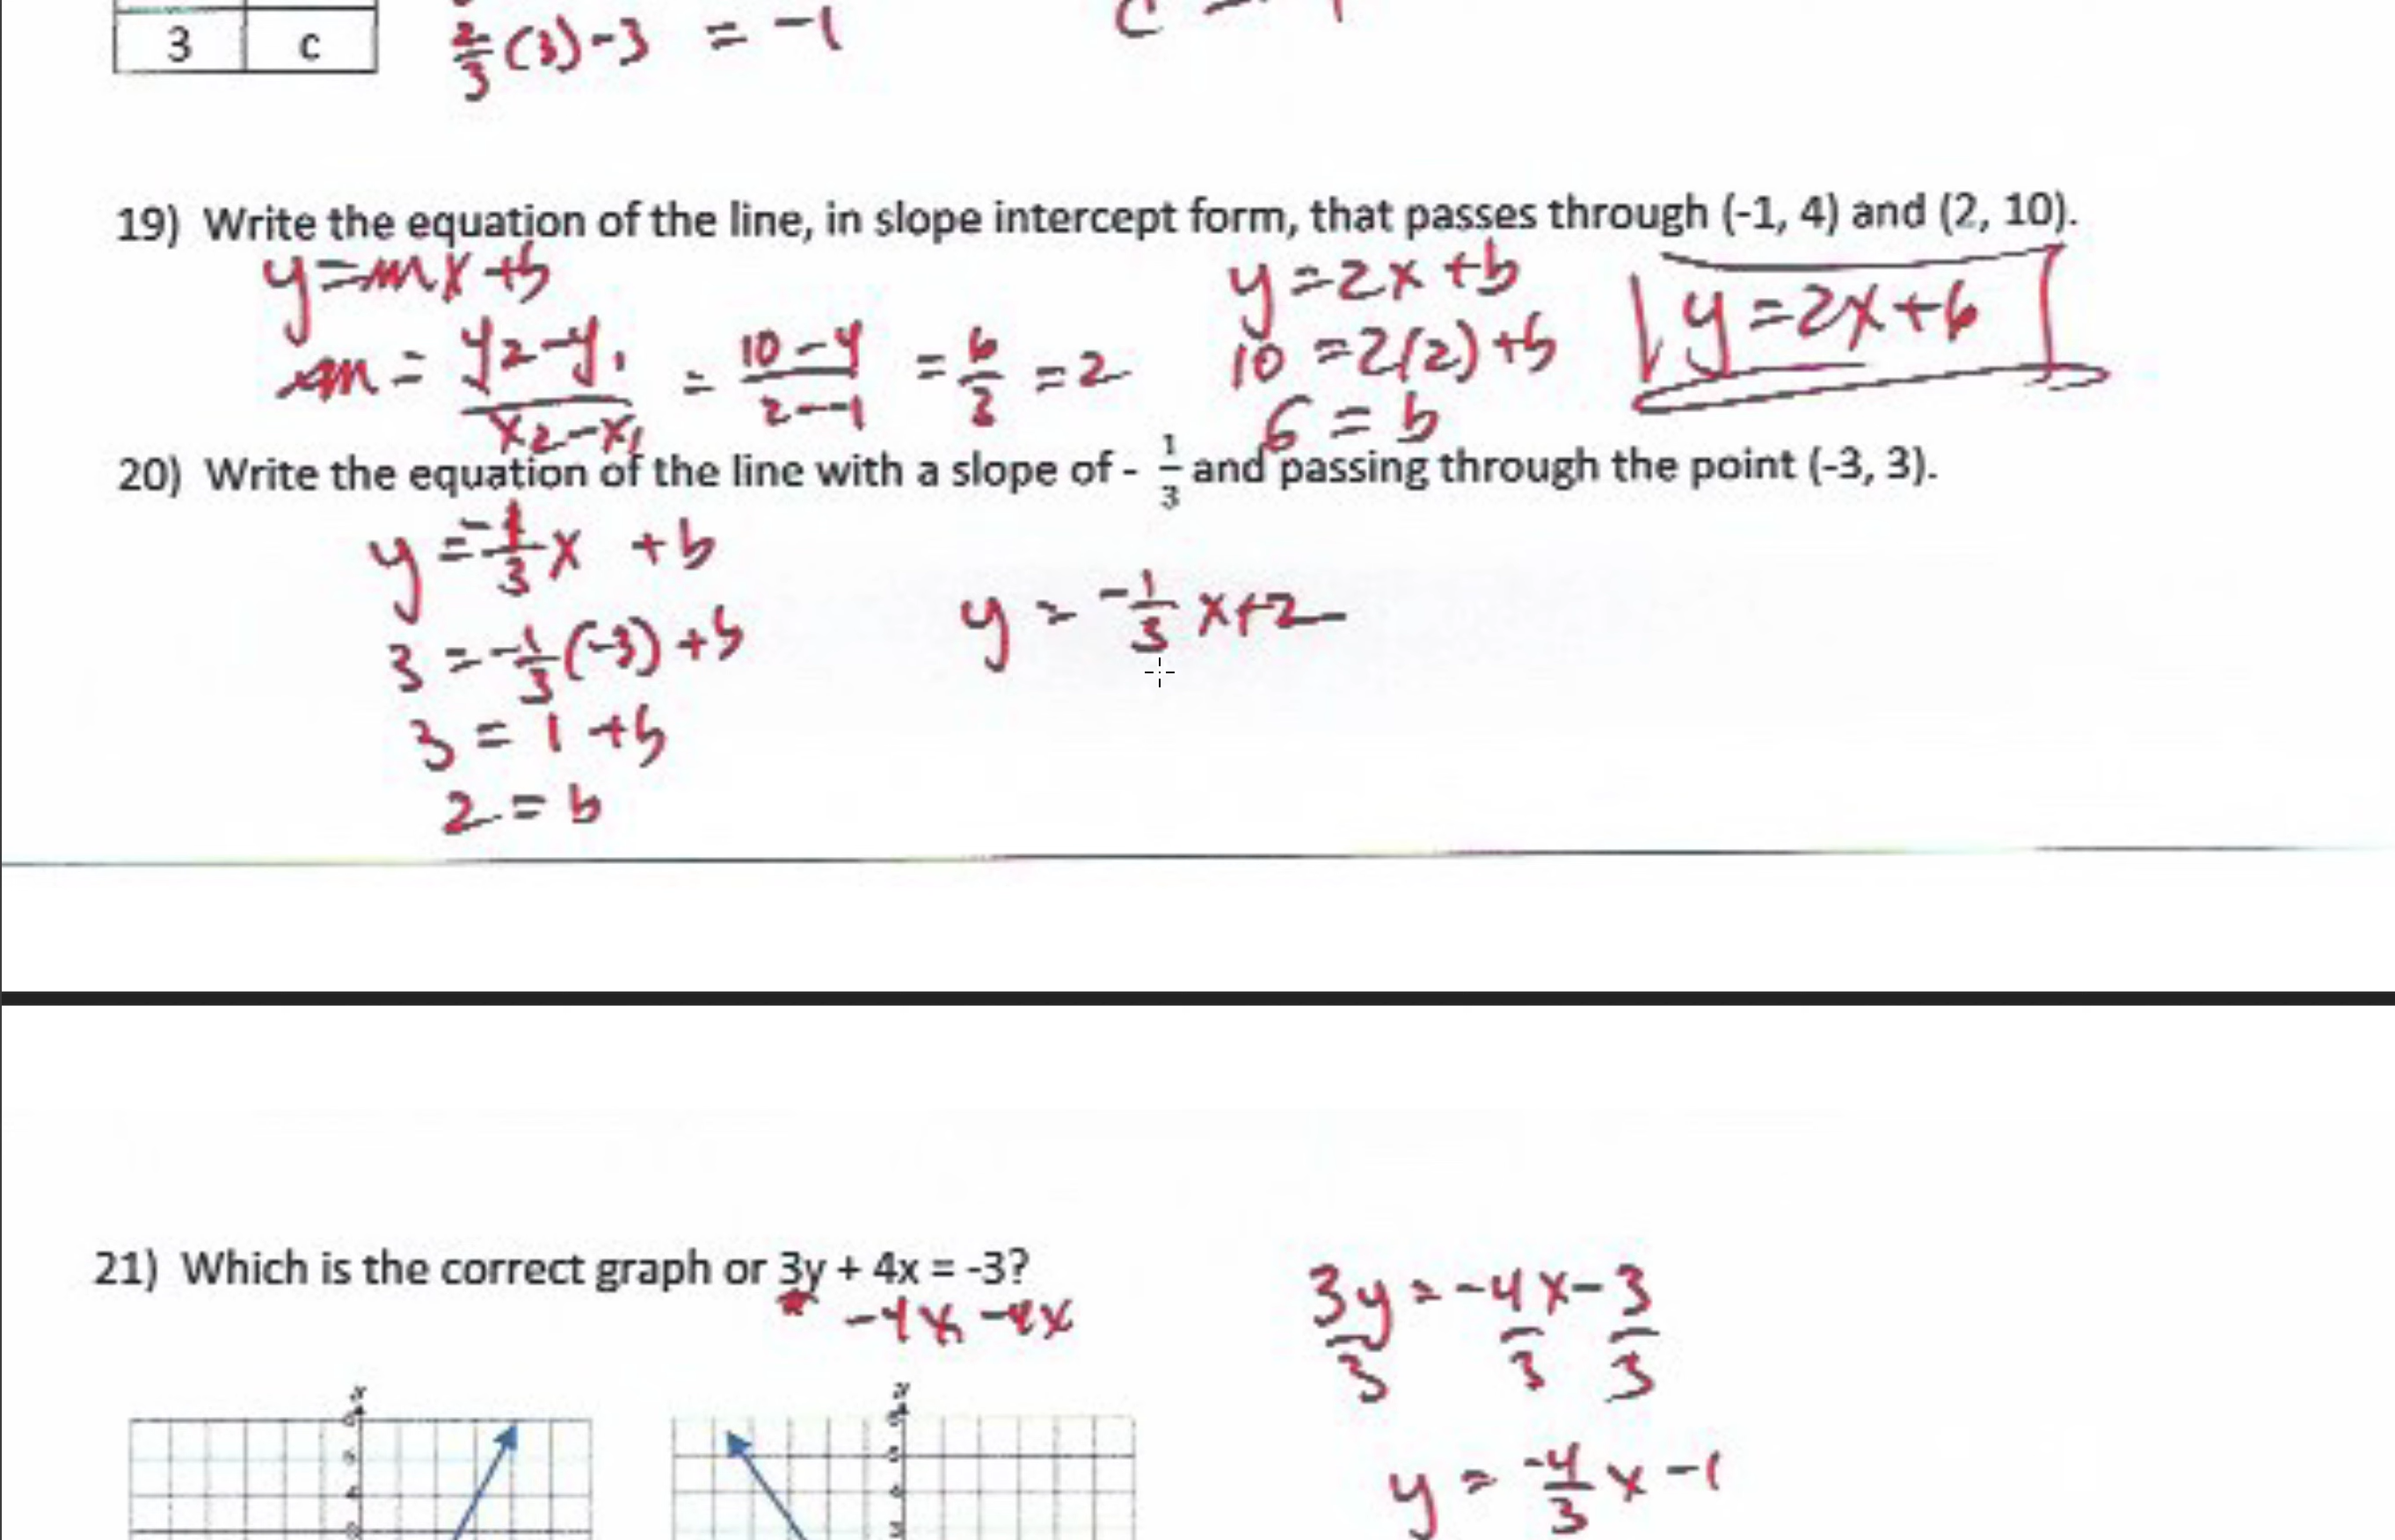 3 c 2/3 (3) - 3 = -1
19) Write the equation of the line, in slope intercept form, that passes through (-1, 4) and (2, 10).
y = mx + b y = 2x + b
m = y2 - y1 / x2 - x1 = 10 - 4 / 2 - -1 = 6/3 = 2 10 = 2(2) + b y = 2x + 6
6 = b
20) Write the equation of the line with a slope of - 1/3 and passing through the point (-3, 3).
y = -1/3 x + b
y = -1/3 x + 2
3 = -1/3 (-3) + b
3 = 1 + b
2 = b
21) Which is the correct graph or 3y + 4x = -3?
-4x -4x
3y/3 = -4x/3 - 3/3
y = -4/3 x - 1